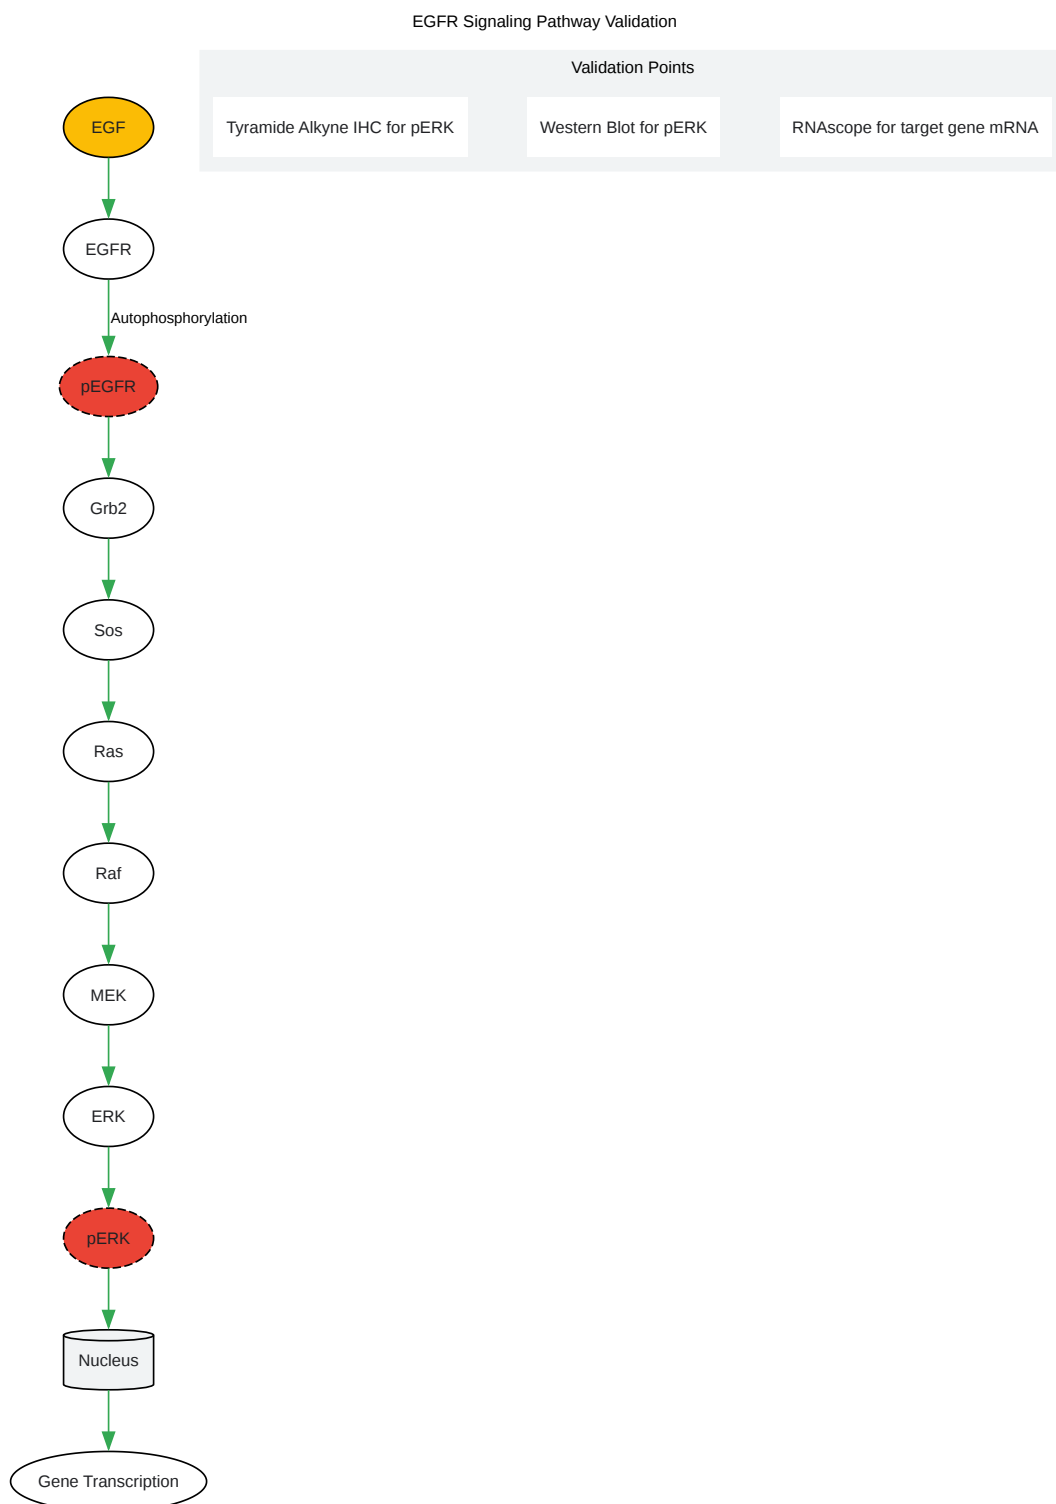 EGFR Signaling Pathway Validation
Validation Points
Tyramide Alkyne IHC for pERK
Western Blot for pERK
RNAscope for target gene mRNA
EGF
EGFR
Autophosphorylation
pEGFR
Grb2
Sos
Ras
Raf
MEK
ERK
pERK
Nucleus
Gene Transcription